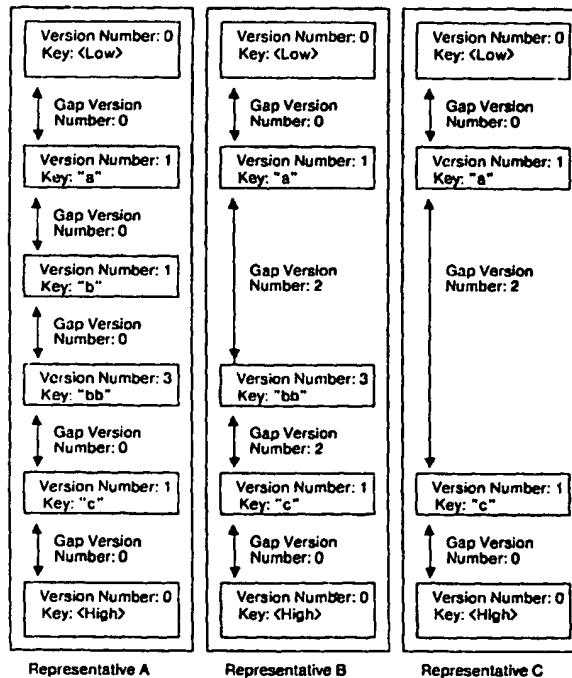 Version Number: 0
Key: <Low>
Gap Version
Number: 0
Version Number: 1
Key: "a"
Gap Version
Number: 0
Version Number: 1
Key: "b"
Gap Version
Number: 0
Version Number: 3
Key: "bb"
Gap Version
Number: 0
Version Number: 1
Key: "c"
Gap Version
Number: 0
Version Number: 0
Key: <High>
Representative A
Version Number: 0
Key: <Low>
Gap Version
Number: 0
Version Number: 1
Key: "a"
Gap Version
Number: 2
Version Number: 3
Key: "bb"
Gap Version
Number: 2
Version Number: 1
Key: "c"
Gap Version
Number: 0
Version Number: 0
Key: <High>
Representative B
Version Number: 0
Key: <Low>
Gap Version
Number: 0
Version Number: 1
Key: "a"
Gap Version
Number: 2
Version Number: 1
Key: "c"
Gap Version
Number: 0
Version Number: 0
Key: <High>
Representative C